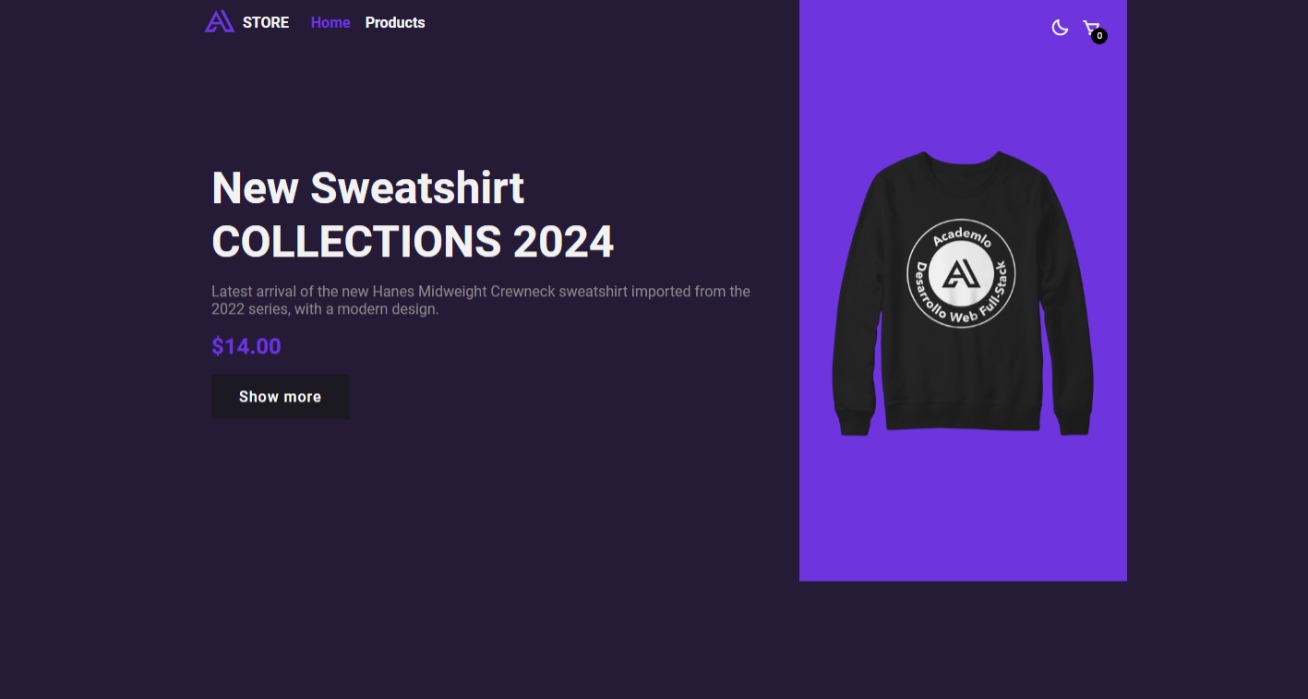 STORE Home Products
0
New Sweatshirt
COLLECTIONS 2024
Latest arrival of the new Hanes Midweight Crewneck sweatshirt imported from the
2022 series, with a modern design.
$14.00
Show more
Academlo
Desarrollo Web Full-Stack